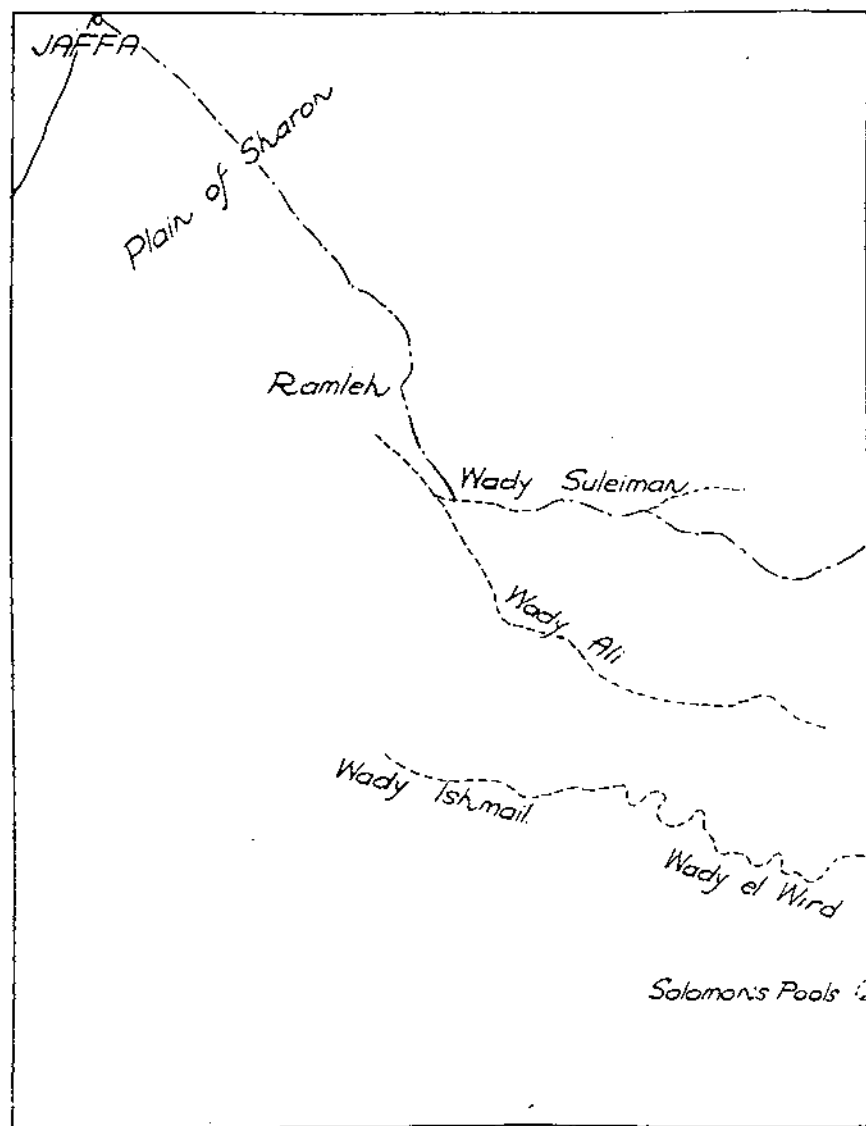 JAFFA
Plain of Sharon
Ramleh
Wady Suleiman
Wady Ali
Wady Ishmail.
Wady el Wird
Solomon's Pools